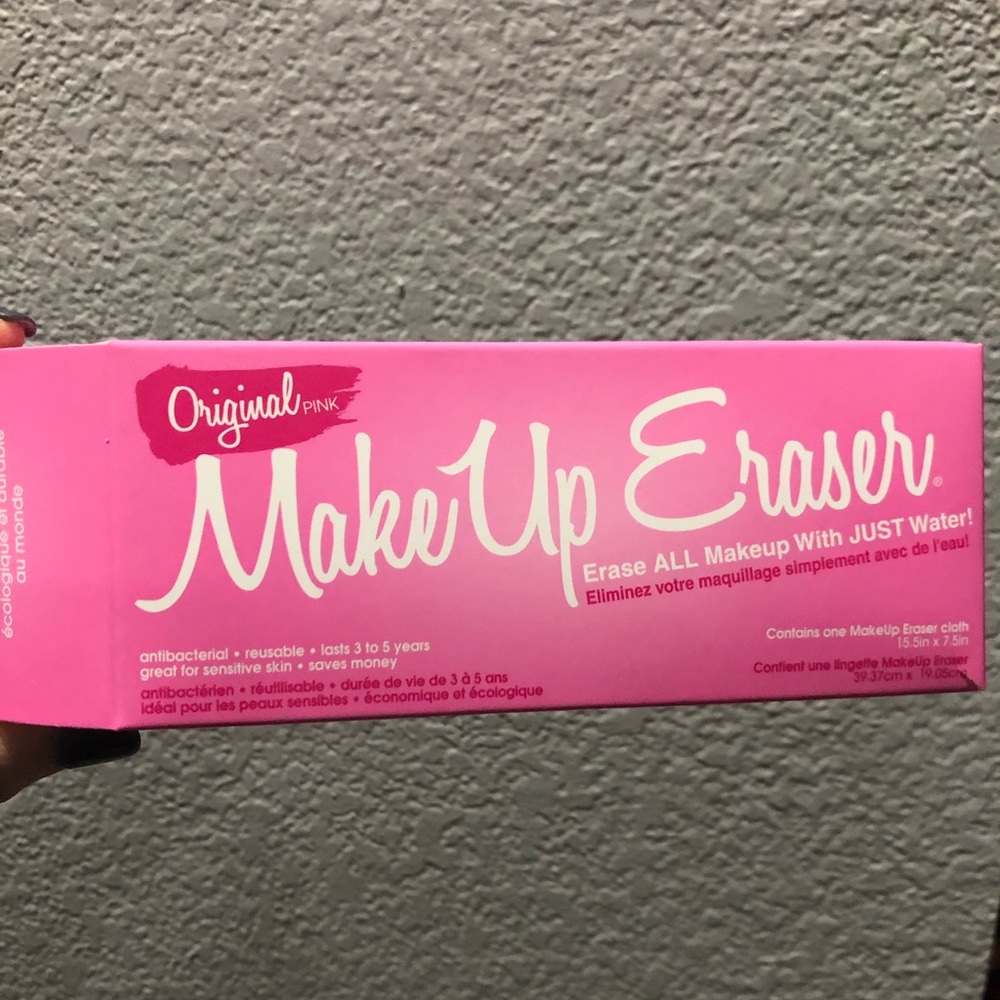 écologique et durable
au monde
Original PINK
MakeUp Eraser®
Erase ALL Makeup With JUST Water!
Eliminez votre maquillage simplement avec de l'eau!
antibacterial • reusable • lasts 3 to 5 years
great for sensitive skin • saves money
antibactérien • réutilisable • durée de vie de 3 à 5 ans
idéal pour les peaux sensibles • économique et écologique
Contains one MakeUp Eraser cloth
15.5in x 7.5in
Contient une lingette MakeUp Eraser
39.37cm x 19.05cm